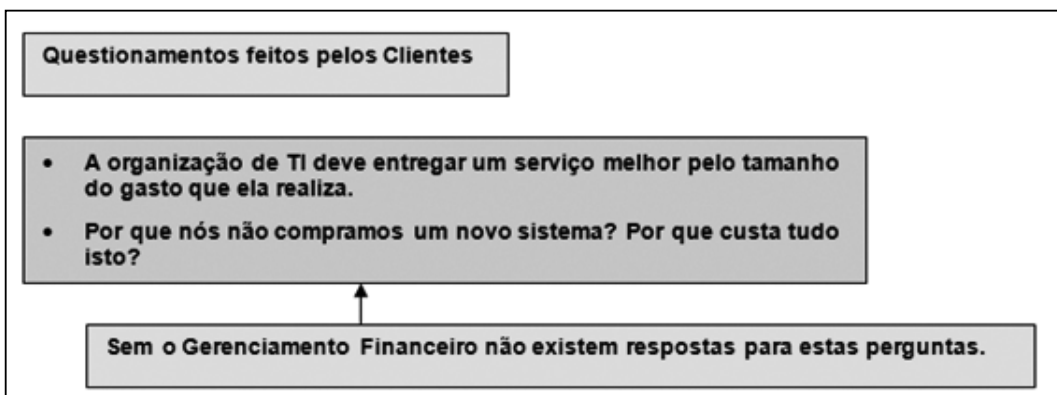 Questionamentos feitos pelos Clientes
• A organização de TI deve entregar um serviço melhor pelo tamanho
do gasto que ela realiza.
• Por que nós não compramos um novo sistema? Por que custa tudo
isto?
Sem o Gerenciamento Financeiro não existem respostas para estas perguntas.